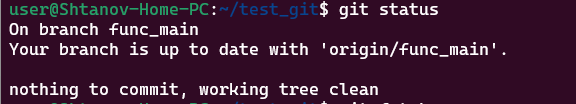 user@Shtanov-Home-PC:~/test_git$ git status
On branch func_main
Your branch is up to date with 'origin/func_main'.

nothing to commit, working tree clean